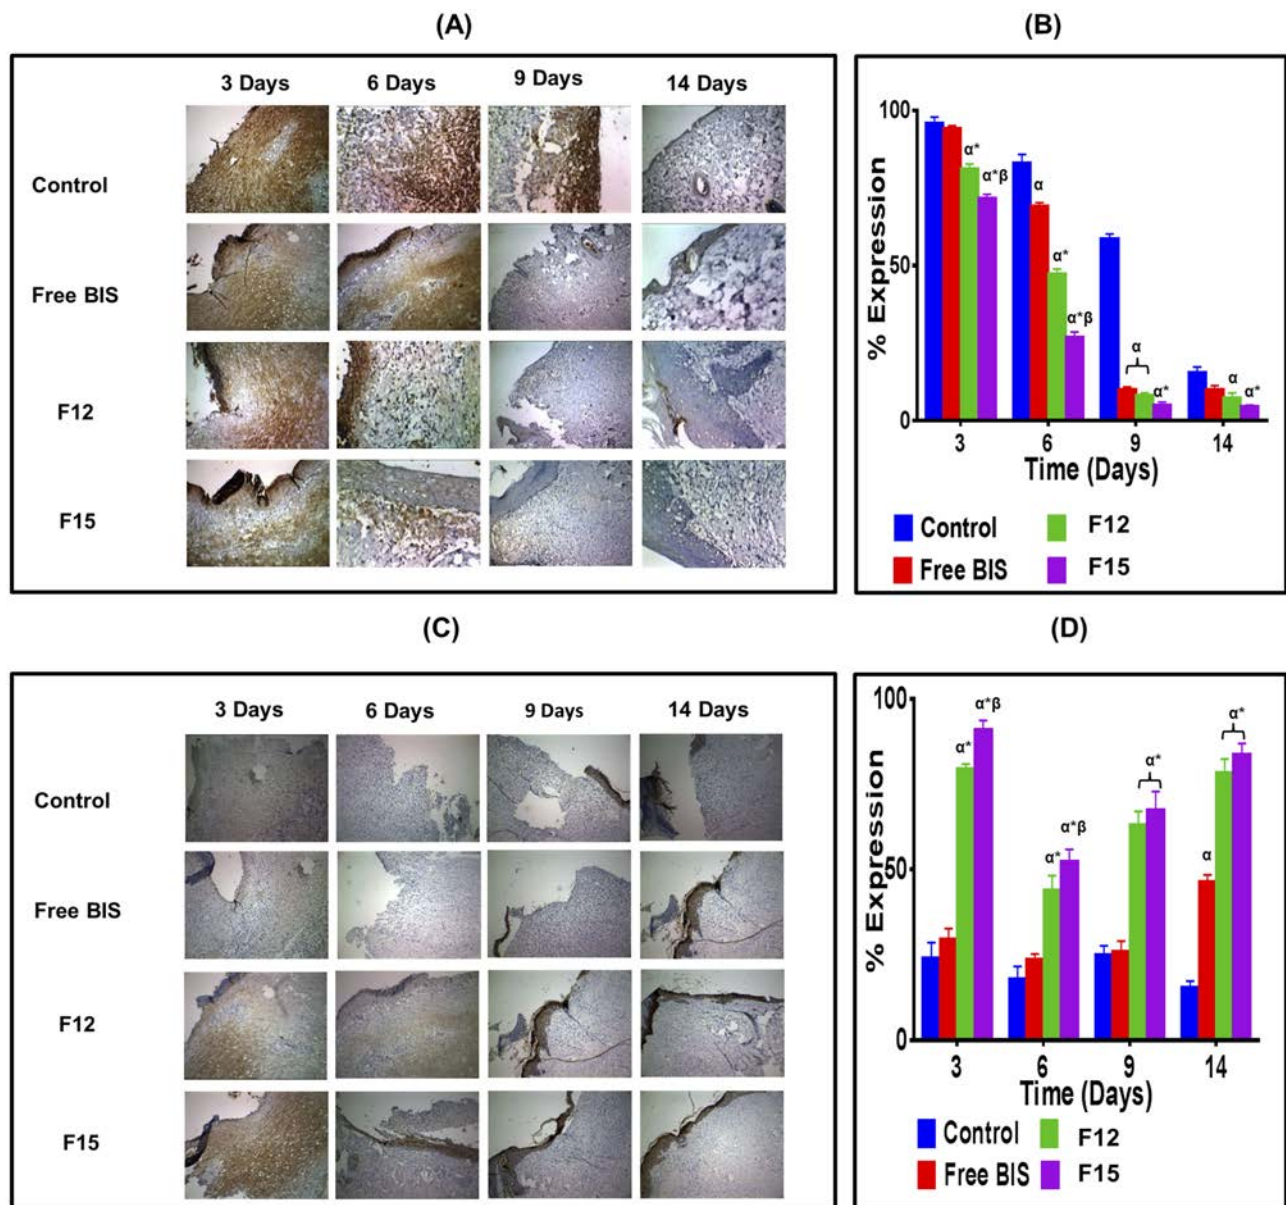 (A)
3 Days 6 Days 9 Days 14 Days
Control
Free BIS
F12
F15
(B)
% Expression
100
50
0
α*
α*β
α
α*
α*β
α
α*
α
α*
3 6 9 14
Time (Days)
Control F12
Free BIS F15
(C)
3 Days 6 Days 9 Days 14 Days
Control
Free BIS
F12
F15
(D)
% Expression
100
50
0
α*
α*β
α*
α*β
α*
α
α*
3 6 9 14
Time (Days)
Control F12
Free BIS F15